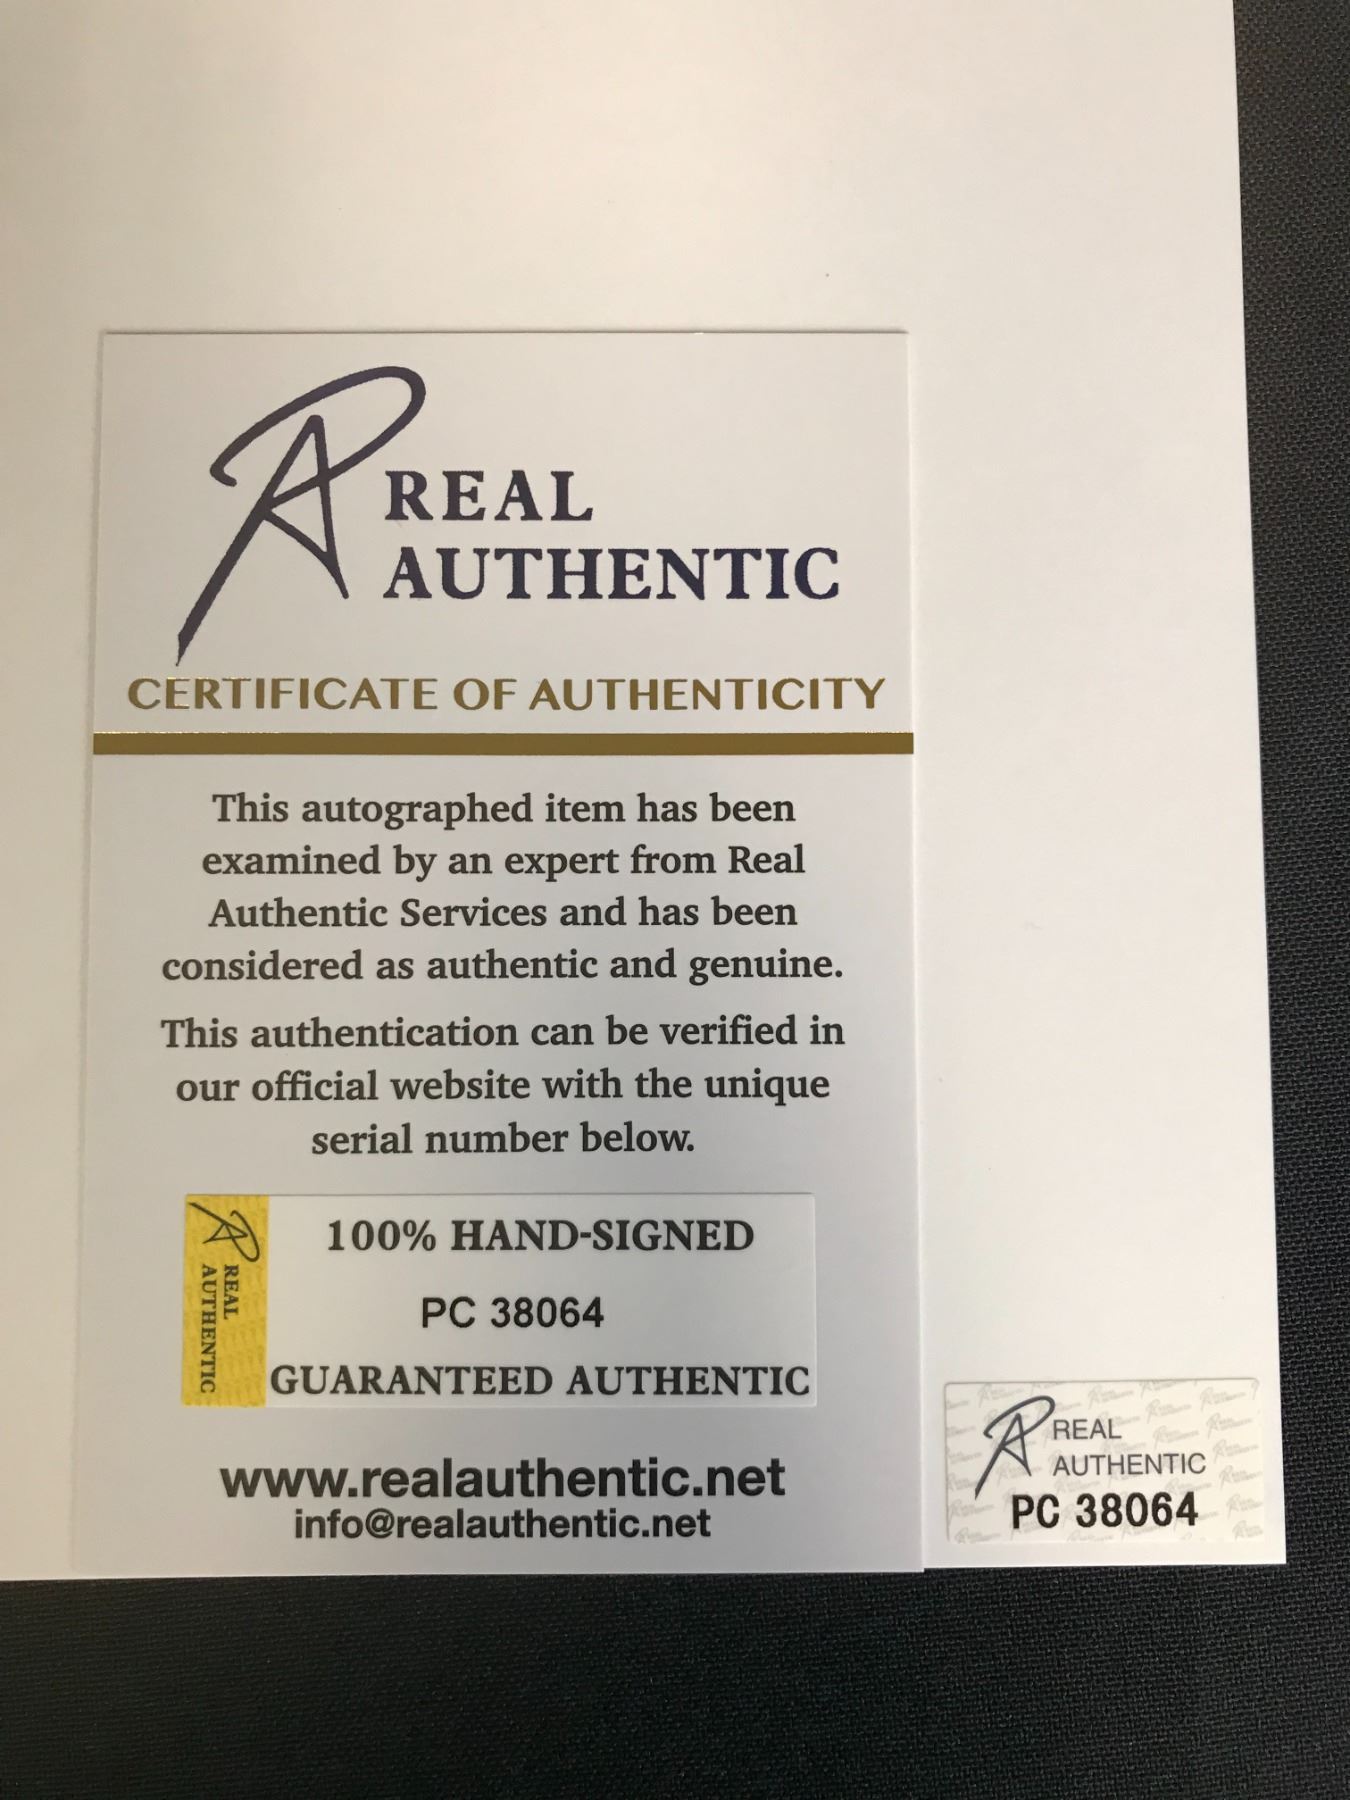 REAL
AUTHENTIC
CERTIFICATE OF AUTHENTICITY
This autographed item has been
examined by an expert from Real
Authentic Services and has been
considered as authentic and genuine.
This authentication can be verified in
our official website with the unique
serial number below.
REAL
AUTHENTIC
100% HAND-SIGNED
PC 38064
GUARANTEED AUTHENTIC
www.realauthentic.net
info@realauthentic.net
REAL
AUTHENTIC
PC 38064